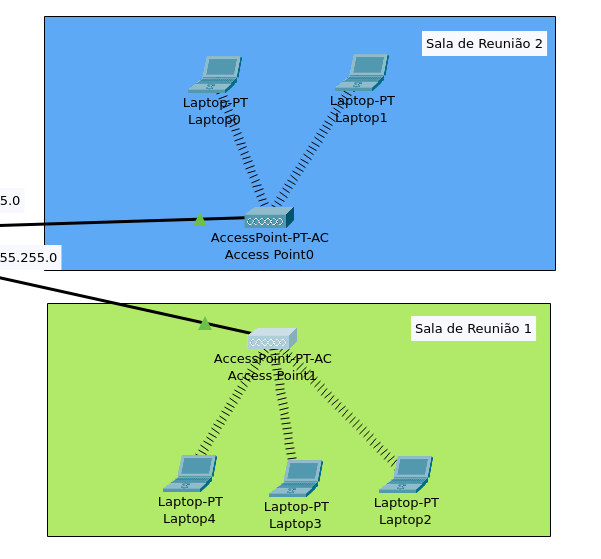 Sala de Reunião 2
Laptop-PT
Laptop0
Laptop-PT
Laptop1
5.0
AccessPoint-PT-AC
Access Point0
55.255.0
Sala de Reunião 1
AccessPoint-PT-AC
Access Point1
Laptop-PT
Laptop4
Laptop-PT
Laptop3
Laptop-PT
Laptop2